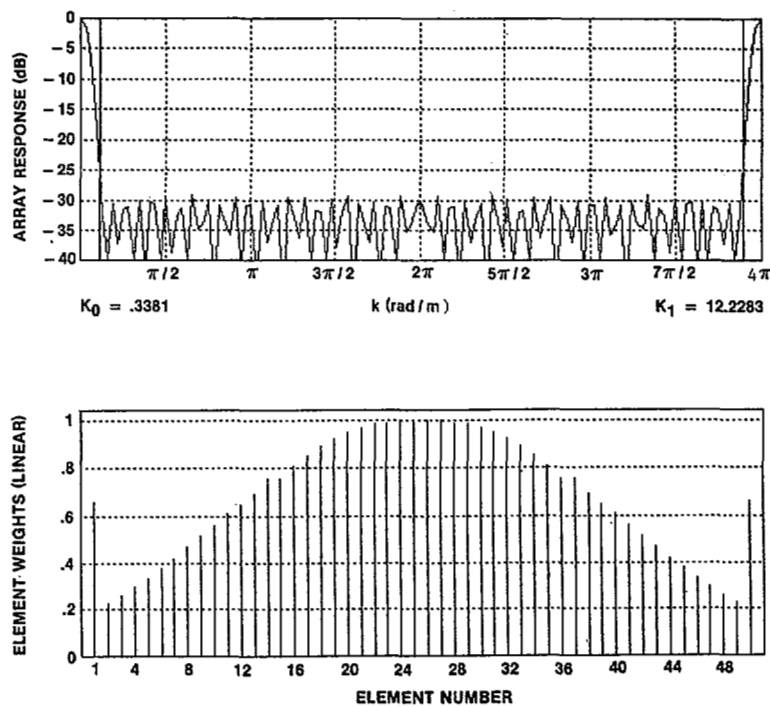 ARRAY RESPONSE (dB)
0
−5
−10
−15
−20
−25
−30
−35
−40
π/2 π 3π/2 2π 5π/2 3π 7π/2 4π
K0 = .3381 k (rad/m) K1 = 12.2283
ELEMENT WEIGHTS (LINEAR)
1
.8
.6
.4
.2
0
1 4 8 12 16 20 24 28 32 36 40 44 48
ELEMENT NUMBER